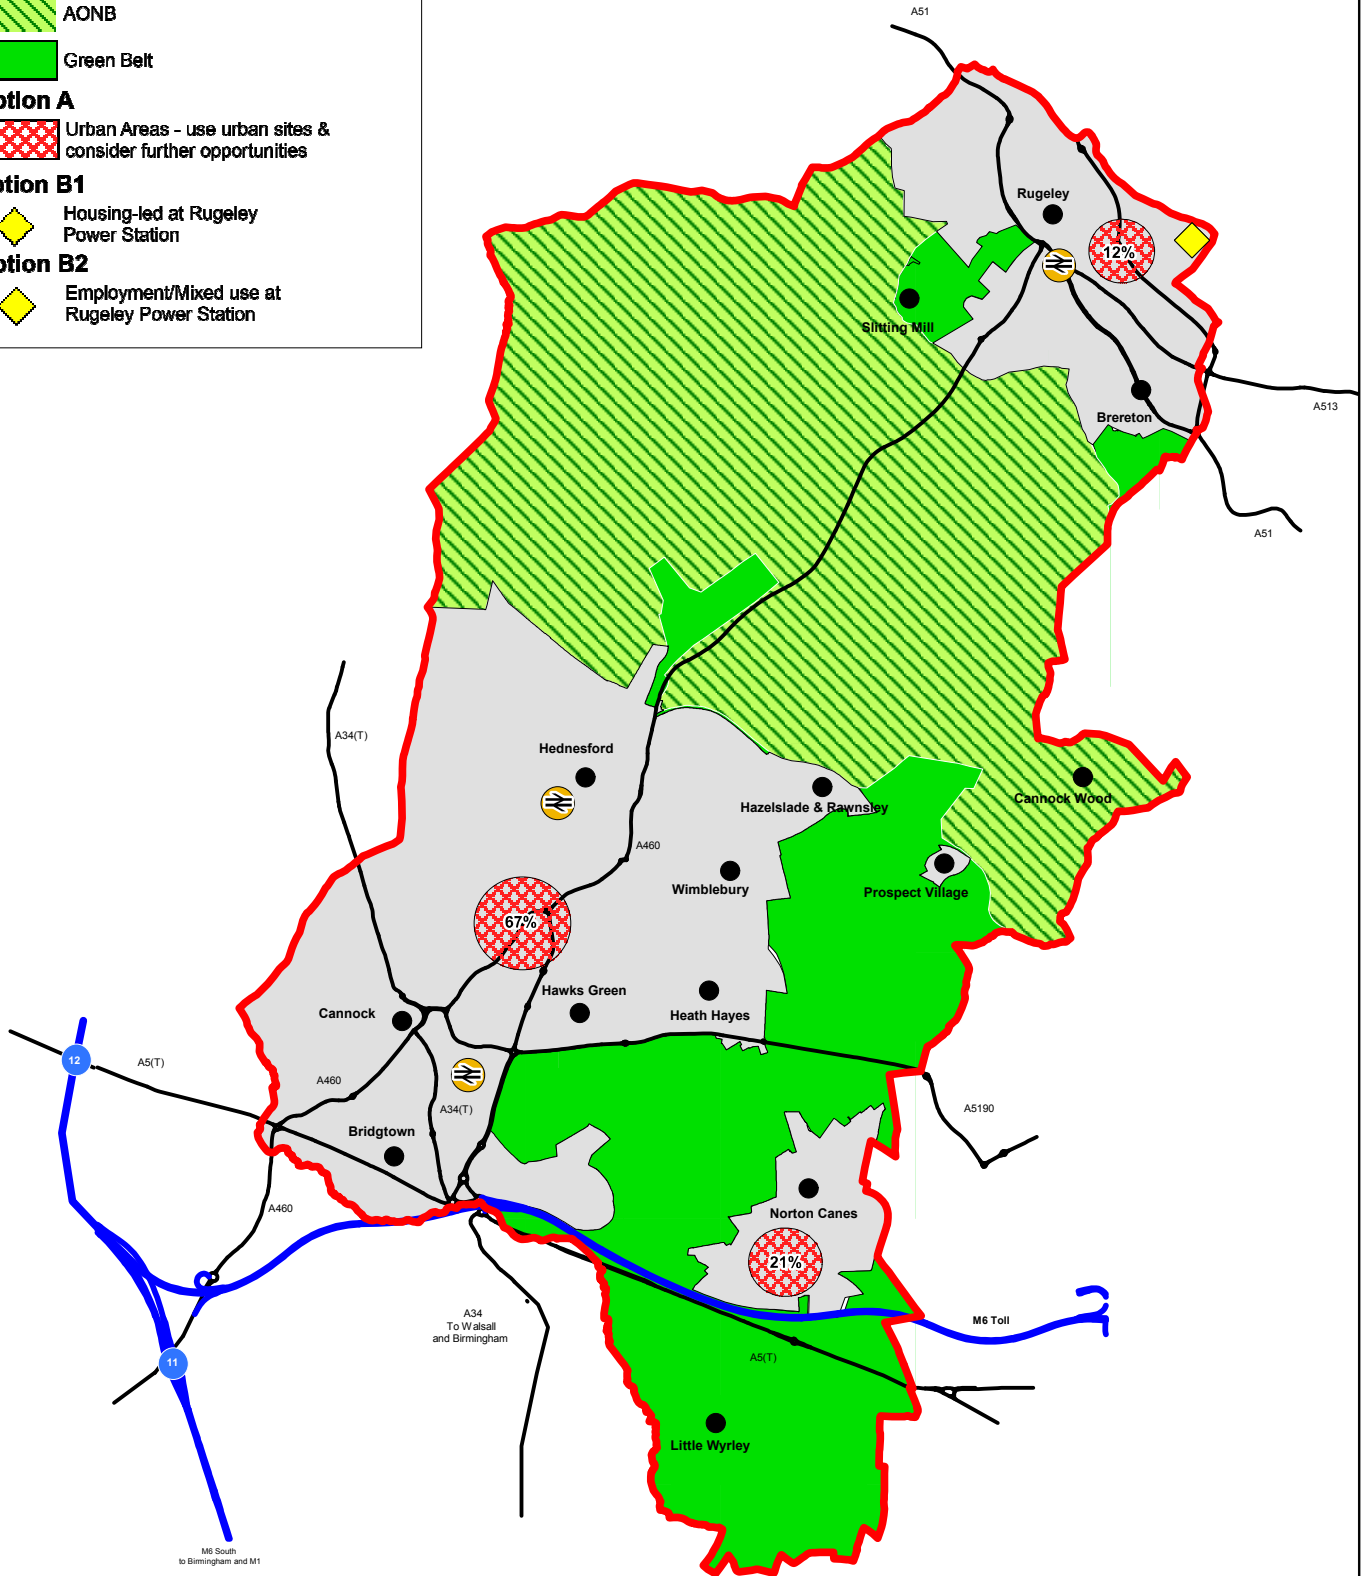 AONB
Green Belt
ption A
Urban Areas - use urban sites &
consider further opportunities
ption B1
Housing-led at Rugeley
Power Station
ption B2
Employment/Mixed use at
Rugeley Power Station
A51
Rugeley
12%
Slitting Mill
Brereton
A513
A51
A34(T)
Hednesford
Hazelslade & Rawnsley
Cannock Wood
A460
Wimblebury
Prospect Village
67%
Hawks Green
Heath Hayes
Cannock
12
A5(T)
A460
A34(T)
A5190
Bridgtown
A460
Norton Canes
21%
A34
To Walsall
and Birmingham
M6 Toll
A5(T)
11
Little Wyrley
M6 South
to Birmingham and M1